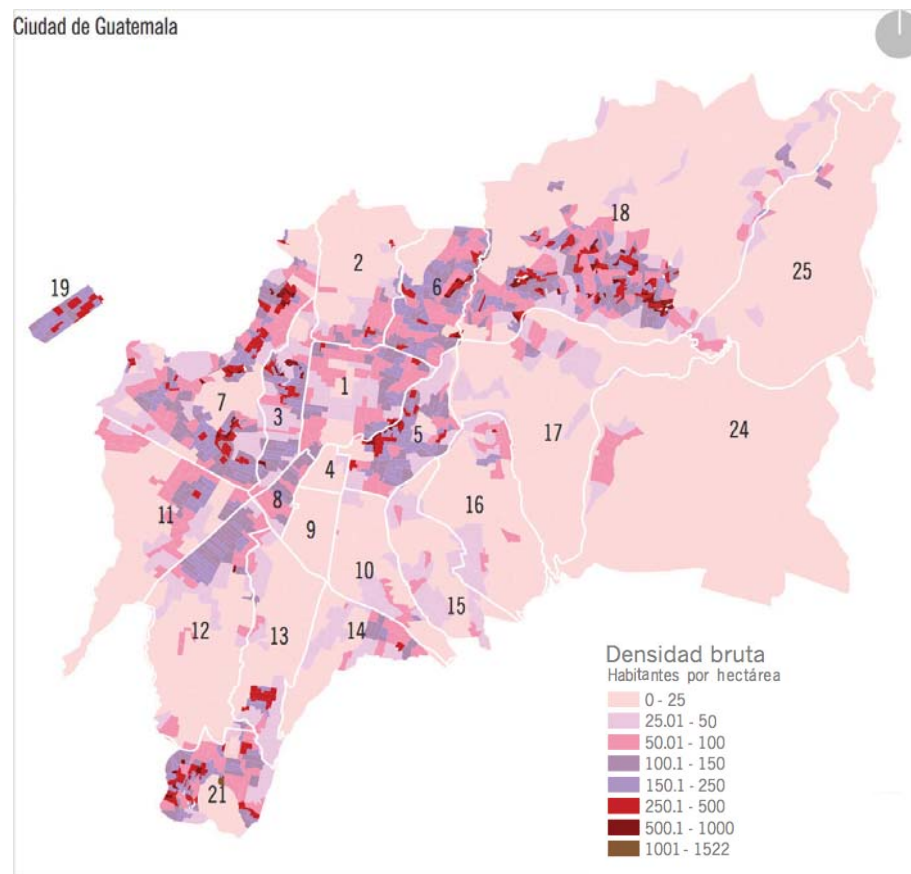 Ciudad de Guatemala
18
2
25
6
19
1
7
3
5
17
24
4
8
16
11
9
10
15
12
13
14
21
Densidad bruta
Habitantes por hectárea
0 - 25
25.01 - 50
50.01 - 100
100.1 - 150
150.1 - 250
250.1 - 500
500.1 - 1000
1001 - 1522